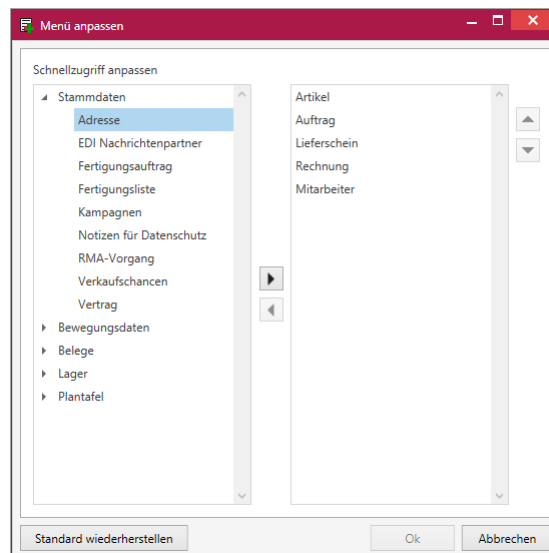 Menü anpassen
Schnellzugriff anpassen
Stammdaten
Adresse
EDI Nachrichtenpartner
Fertigungsauftrag
Fertigungsliste
Kampagnen
Notizen für Datenschutz
RMA-Vorgang
Verkaufschancen
Vertrag
Bewegungsdaten
Belege
Lager
Plantafel
Artikel
Auftrag
Lieferschein
Rechnung
Mitarbeiter
Standard wiederherstellen
Ok
Abbrechen